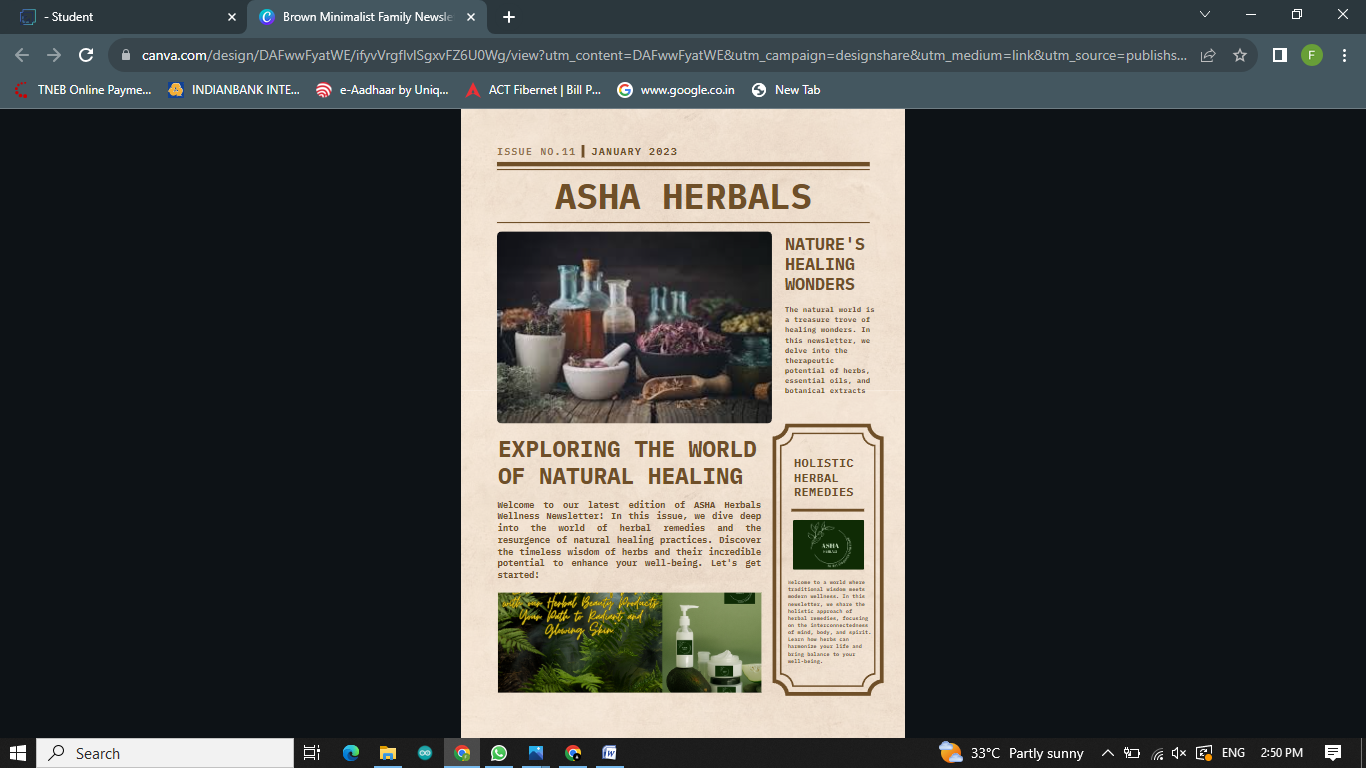 - Student
Brown Minimalist Family Newsle
canva.com/design/DAFwwFyatWE/ifyvVrgflvlSgxvFZ6U0Wg/view?utm_content=DAFwwFyatWE&utm_campaign=designshare&utm_medium=link&utm_source=publishs...
F
TNEB Online Payme...
INDIANBANK INTE...
e-Aadhaar by Uniq...
ACT Fibernet | Bill P...
www.google.co.in
New Tab
ISSUE NO.11 JANUARY 2023
ASHA HERBALS
NATURE'S
HEALING
WONDERS
The natural world is
a treasure trove of
healing wonders. In
this newsletter, we
delve into the
therapeutic
potential of herbs,
essential oils, and
botanical extracts
EXPLORING THE WORLD
OF NATURAL HEALING
Welcome to our latest edition of ASHA Herbals
Wellness Newsletter! In this issue, we dive deep
into the world of herbal remedies and the
resurgence of natural healing practices. Discover
the timeless wisdom of herbs and their incredible
potential to enhance your well-being. Let's get
started!
with our Herbal Beauty Products
Your Path to Radiant and
Glowing Skin
HOLISTIC
HERBAL
REMEDIES
ASHA
Welcome to a world where
traditional wisdom meets
modern wellness. In this
newsletter, we share the
holistic approach of
herbal remedies, focusing
on the interconnectedness
of mind, body, and spirit.
Learn how herbs can
harmonize your life and
bring balance to your
well-being.
Search
33°C Partly sunny
ENG
2:50 PM